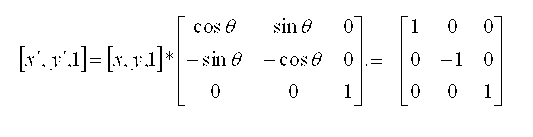 [x′, y′,1]=[x, y,1]*[cos θ sin θ 0
−sin θ −cos θ 0
0 0 1].= [1 0 0
0 −1 0
0 0 1]